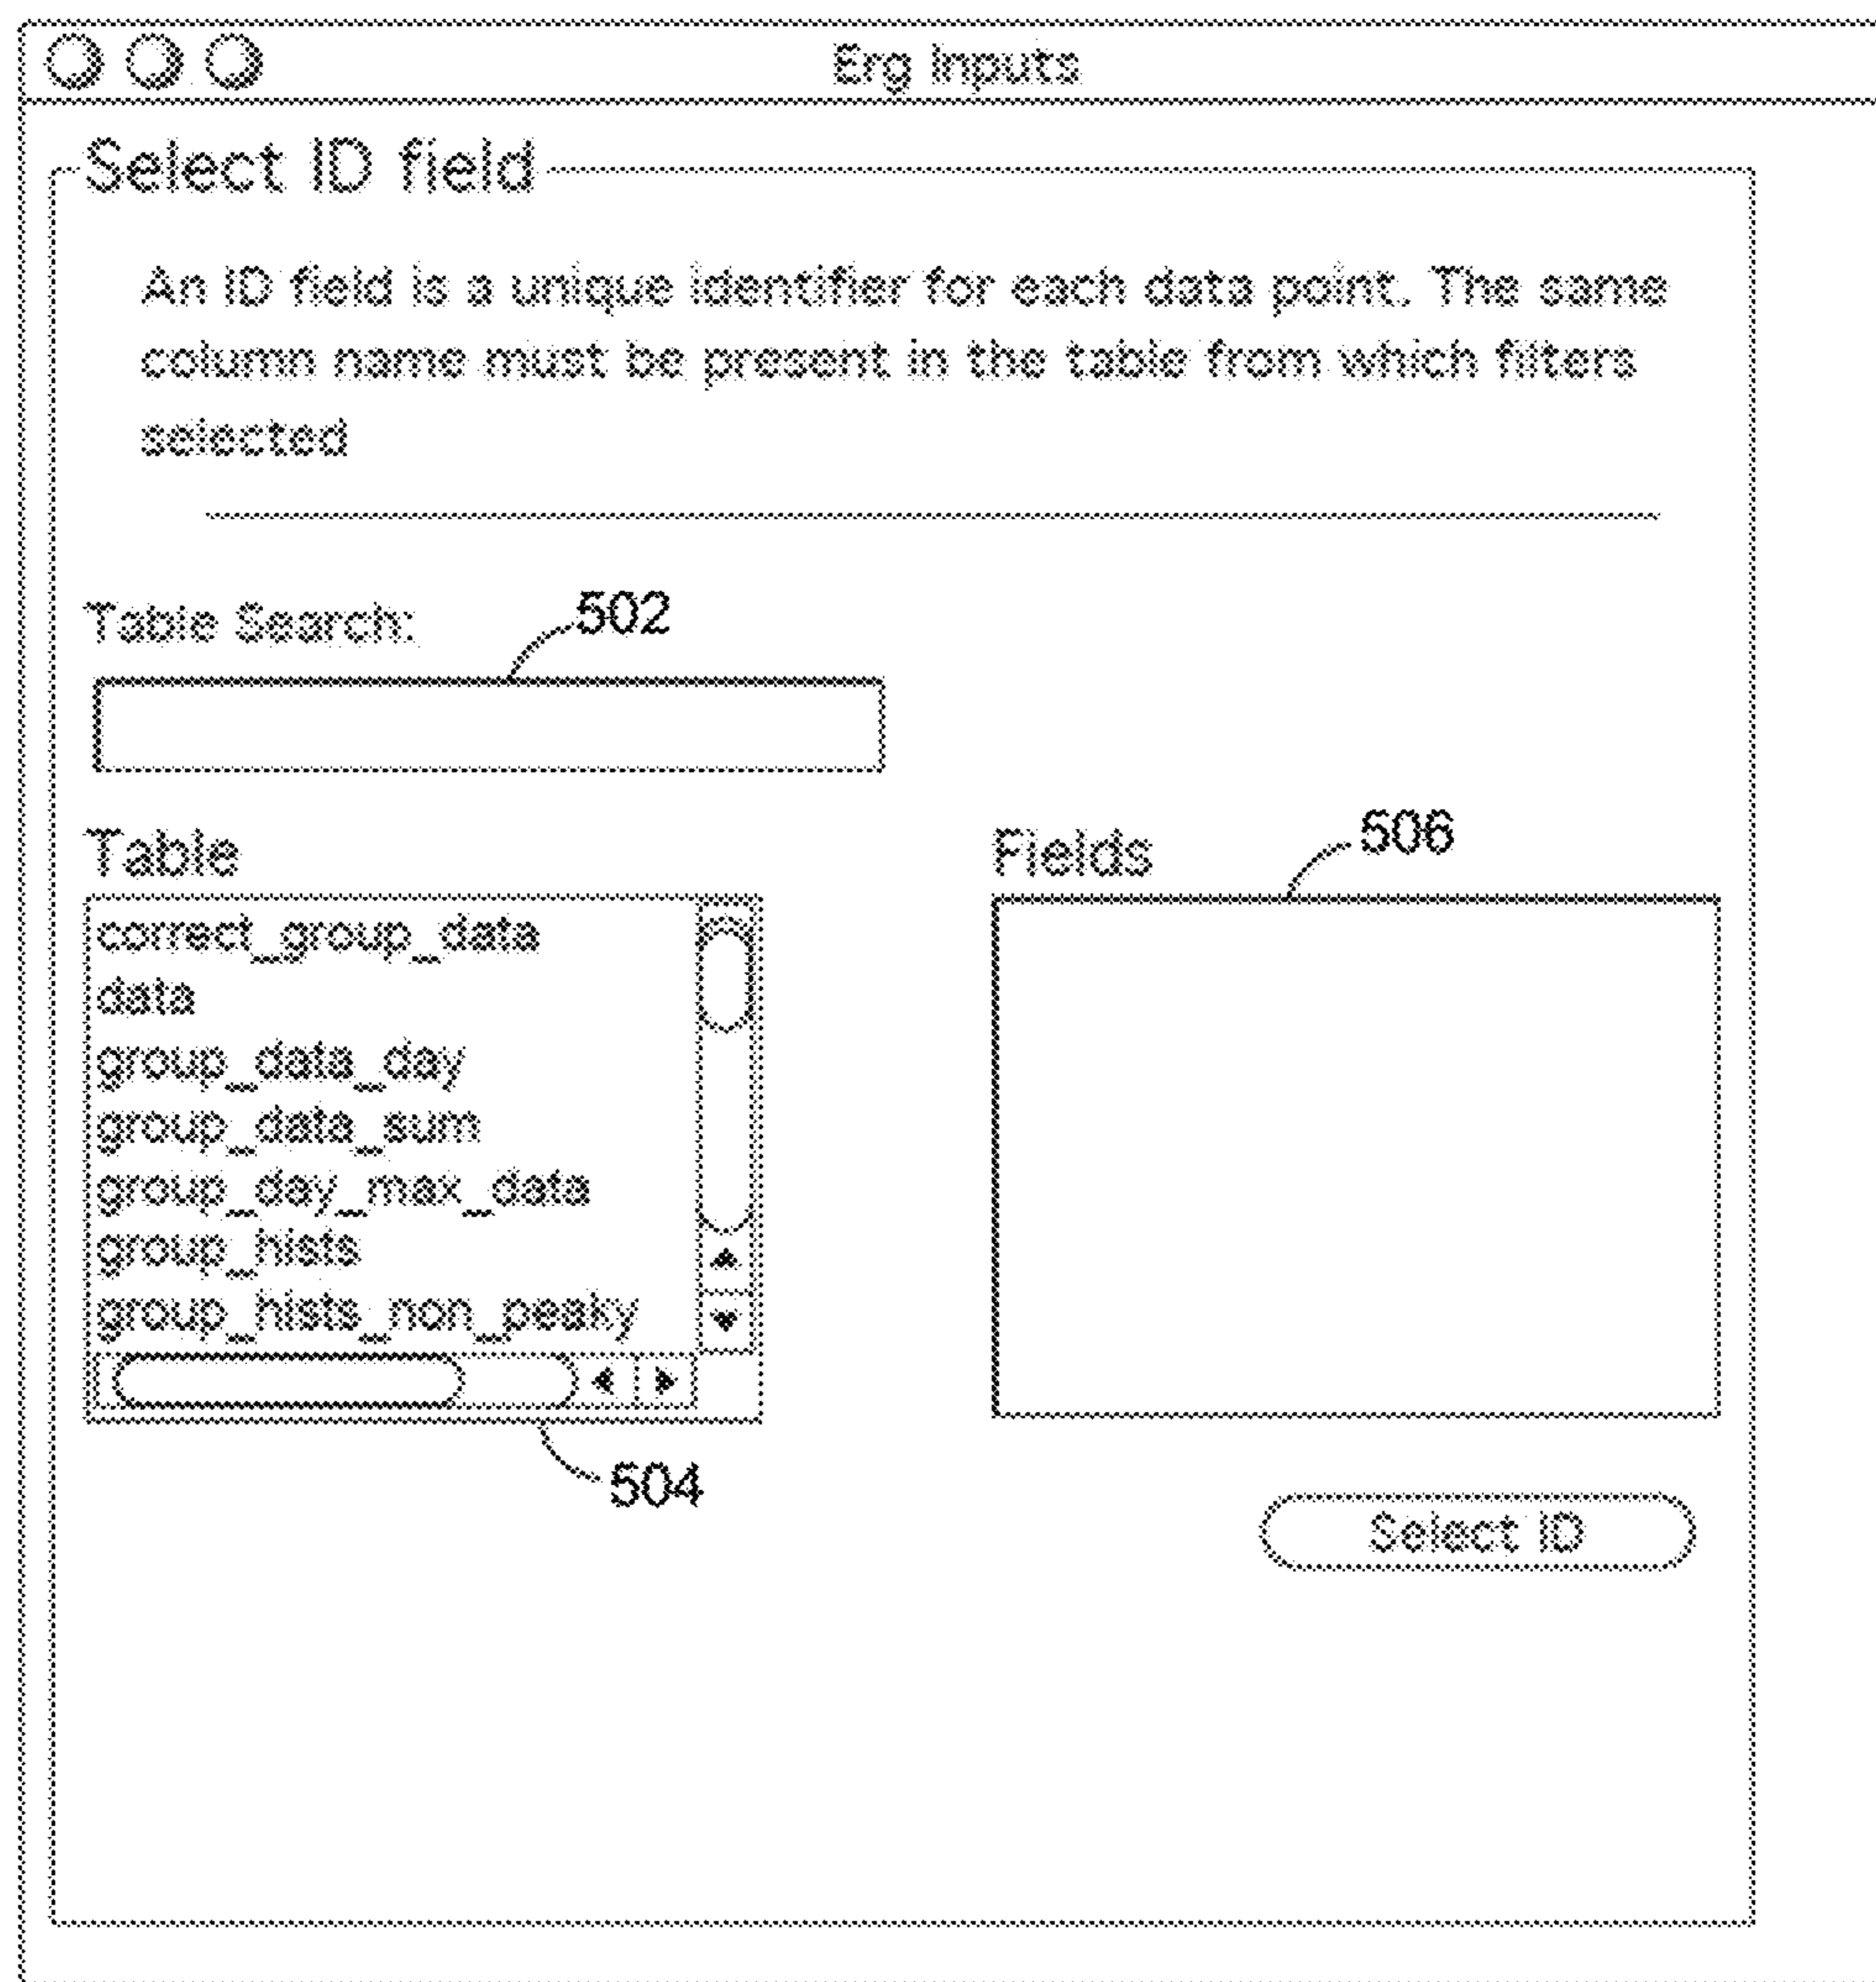 Erg Inputs
Select ID field
An ID field is a unique identifier for each data point. The same
column name must be present in the table from which filters
selected
Table Search:
502
Table
Fields
506
correct_group_data
data
group_data_day
group_data_sum
group_day_max_data
group_hists
group_hists_non_peaky
504
Select ID